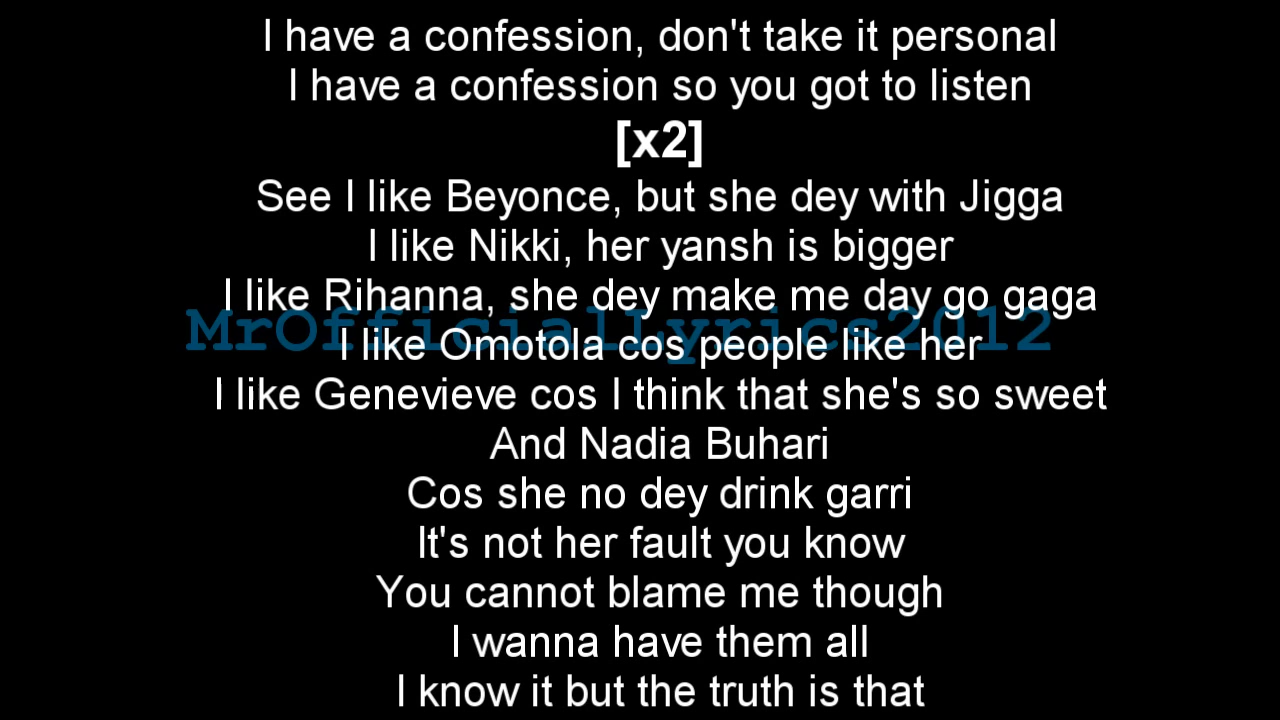 I have a confession, don't take it personal
I have a confession so you got to listen
[x2]
See I like Beyonce, but she dey with Jigga
I like Nikki, her yansh is bigger
I like Rihanna, she dey make me day go gaga
MrOfficialLyrics2012
I like Omotola cos people like her
I like Genevieve cos I think that she's so sweet
And Nadia Buhari
Cos she no dey drink garri
It's not her fault you know
You cannot blame me though
I wanna have them all
I know it but the truth is that